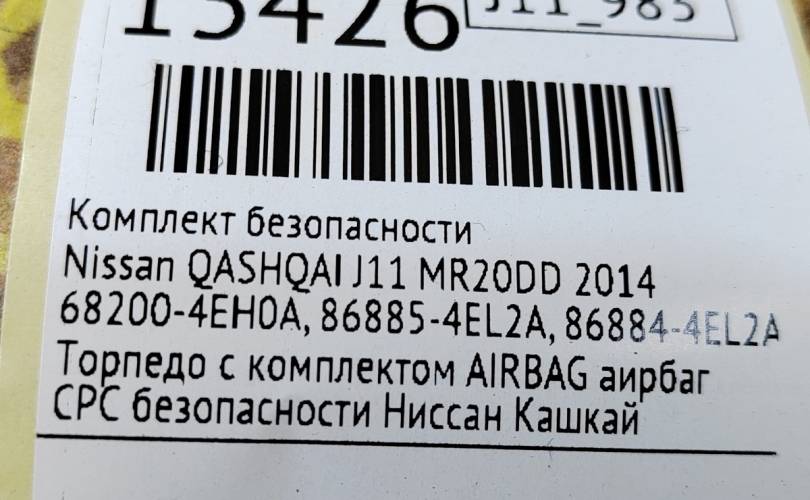 15426
J11_985
Комплект безопасности
Nissan QASHQAI J11 MR20DD 2014
68200-4EH0A, 86885-4EL2A, 86884-4EL2A
Торпедо с комплектом AIRBAG аирбаг
СРС безопасности Ниссан Кашкай